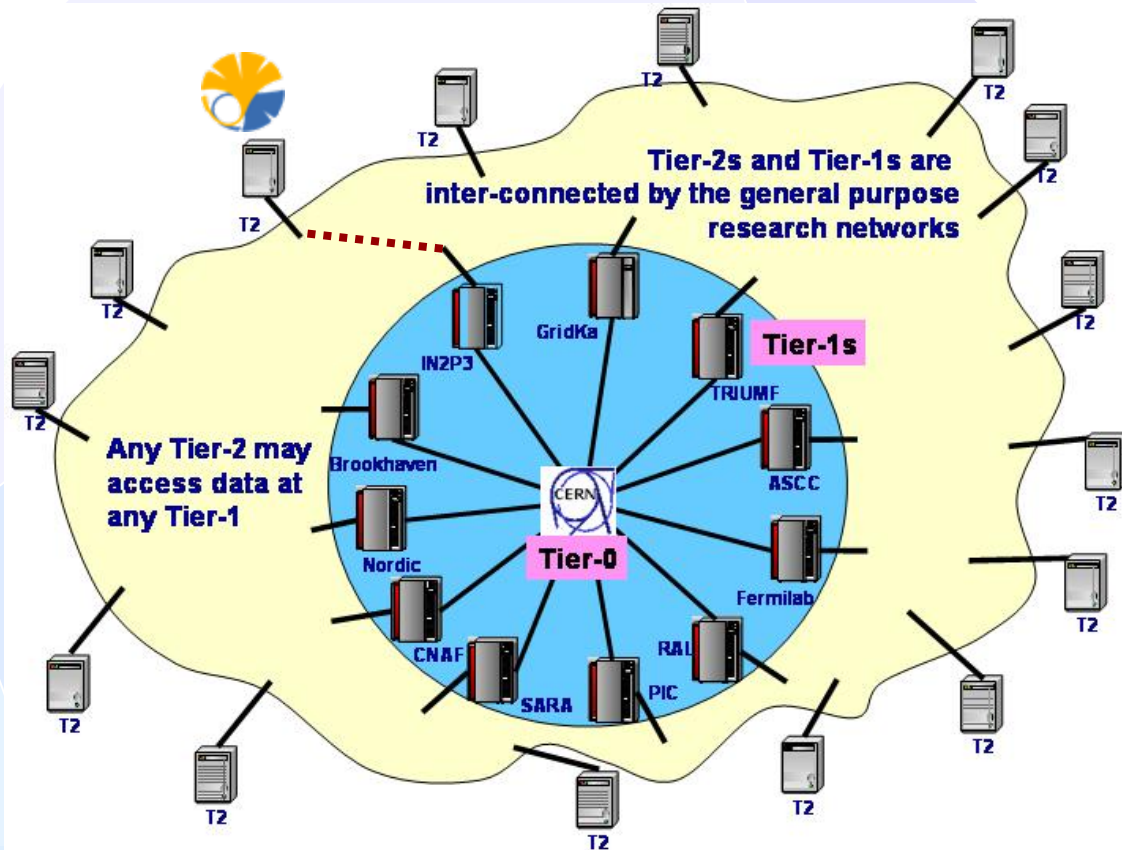 T2
T2
T2
T2
Tier-2s and Tier-1s are
inter-connected by the general purpose
research networks
T2
T2
T2
T2
GridKa
Tier-1s
IN2P3
TRIUMF
T2
Any Tier-2 may
access data at
any Tier-1
Brookhaven
ASCC
T2
CERN
Tier-0
Nordic
Fermilab
T2
CNAF
RAL
SARA
PIC
T2
T2
T2
T2
T2